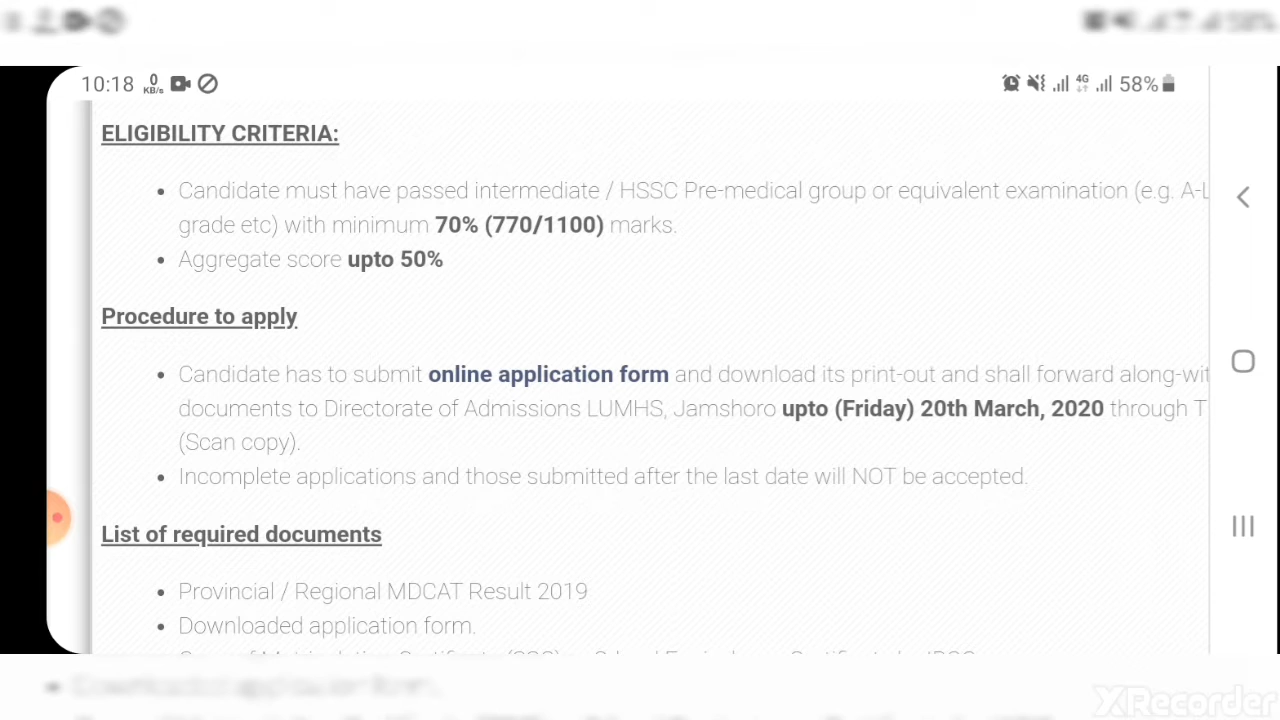 10:18 0 KB/s 4G 58%
ELIGIBILITY CRITERIA:
• Candidate must have passed intermediate / HSSC Pre-medical group or equivalent examination (e.g. A-L
grade etc) with minimum 70% (770/1100) marks.
• Aggregate score upto 50%
Procedure to apply
• Candidate has to submit online application form and download its print-out and shall forward along-wit
documents to Directorate of Admissions LUMHS, Jamshoro upto (Friday) 20th March, 2020 through T
(Scan copy).
• Incomplete applications and those submitted after the last date will NOT be accepted.
List of required documents
• Provincial / Regional MDCAT Result 2019
• Downloaded application form.
XRecorder